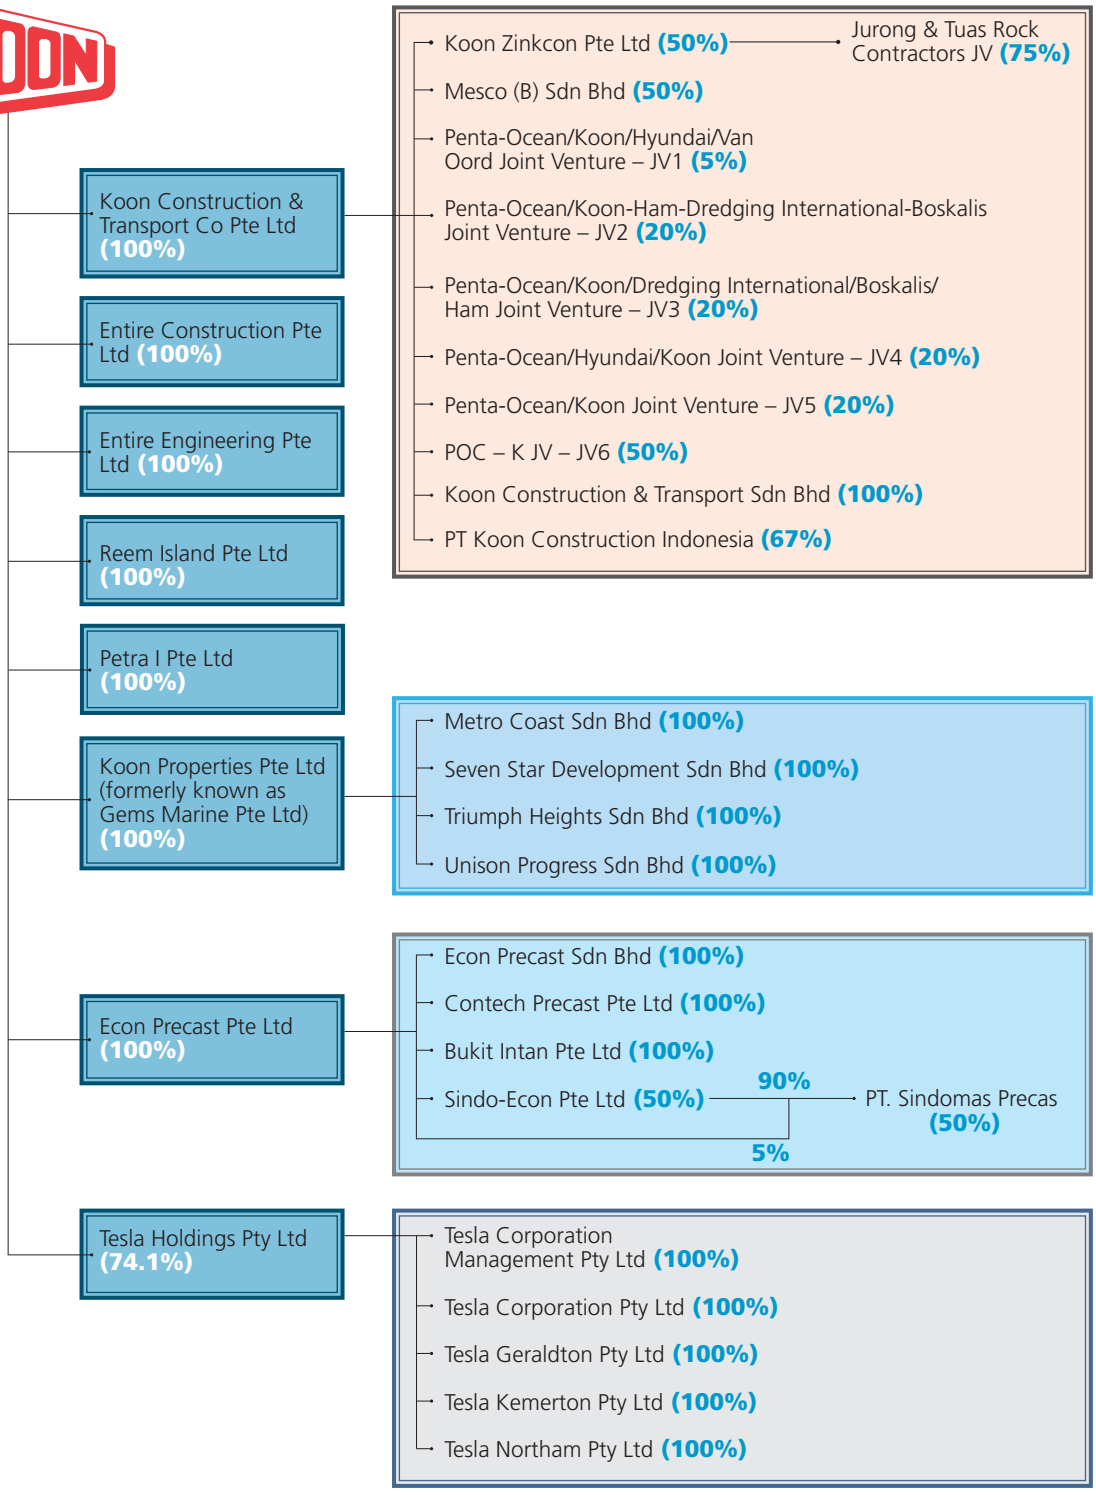 OON
Koon Construction &
Transport Co Pte Ltd
(100%)
Koon Zinkcon Pte Ltd (50%)
Jurong & Tuas Rock
Contractors JV (75%)
Mesco (B) Sdn Bhd (50%)
Penta-Ocean/Koon/Hyundai/Van
Oord Joint Venture – JV1 (5%)
Penta-Ocean/Koon-Ham-Dredging International-Boskalis
Joint Venture – JV2 (20%)
Penta-Ocean/Koon/Dredging International/Boskalis/
Ham Joint Venture – JV3 (20%)
Penta-Ocean/Hyundai/Koon Joint Venture – JV4 (20%)
Penta-Ocean/Koon Joint Venture – JV5 (20%)
POC – K JV – JV6 (50%)
Koon Construction & Transport Sdn Bhd (100%)
PT Koon Construction Indonesia (67%)
Entire Construction Pte
Ltd (100%)
Entire Engineering Pte
Ltd (100%)
Reem Island Pte Ltd
(100%)
Petra I Pte Ltd
(100%)
Koon Properties Pte Ltd
(formerly known as
Gems Marine Pte Ltd)
(100%)
Metro Coast Sdn Bhd (100%)
Seven Star Development Sdn Bhd (100%)
Triumph Heights Sdn Bhd (100%)
Unison Progress Sdn Bhd (100%)
Econ Precast Pte Ltd
(100%)
Econ Precast Sdn Bhd (100%)
Contech Precast Pte Ltd (100%)
Bukit Intan Pte Ltd (100%)
Sindo-Econ Pte Ltd (50%)
90%
PT. Sindomas Precas
(50%)
5%
Tesla Holdings Pty Ltd
(74.1%)
Tesla Corporation
Management Pty Ltd (100%)
Tesla Corporation Pty Ltd (100%)
Tesla Geraldton Pty Ltd (100%)
Tesla Kemerton Pty Ltd (100%)
Tesla Northam Pty Ltd (100%)